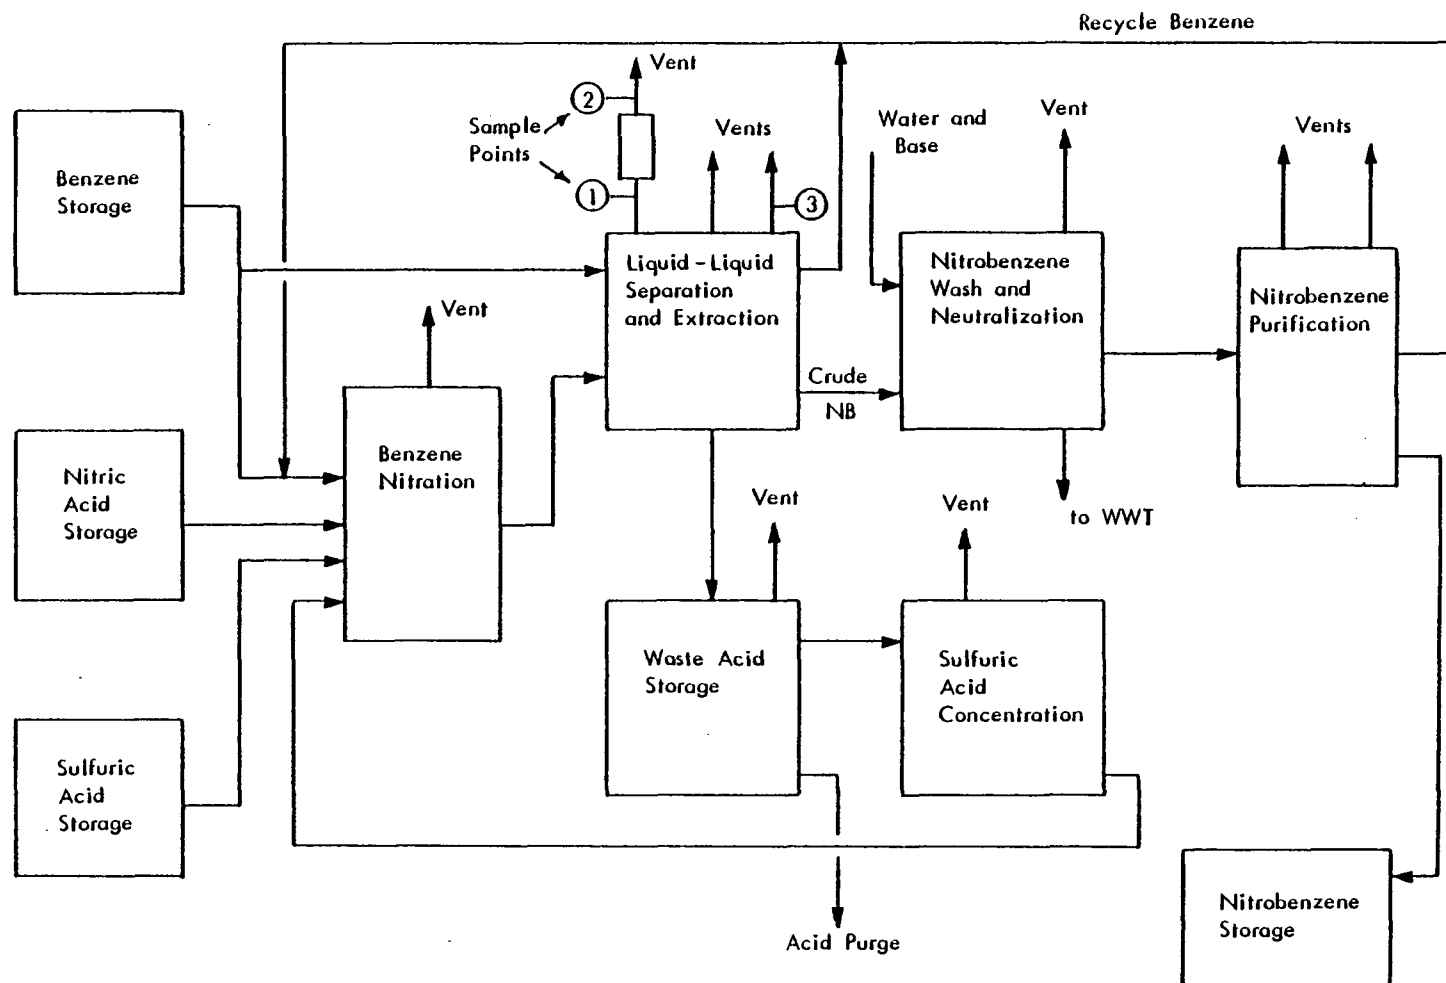 Recycle Benzene
Vent
2
Sample
Points
1
Vents
3
Water and
Base
Vent
Vents
Benzene
Storage
Liquid-Liquid
Separation
and Extraction
Nitrobenzene
Wash and
Neutralization
Nitrobenzene
Purification
Vent
Crude
NB
Benzene
Nitration
Nitric
Acid
Storage
Vent
Vent
to WWT
Waste Acid
Storage
Sulfuric
Acid
Concentration
Sulfuric
Acid
Storage
Nitrobenzene
Storage
Acid Purge